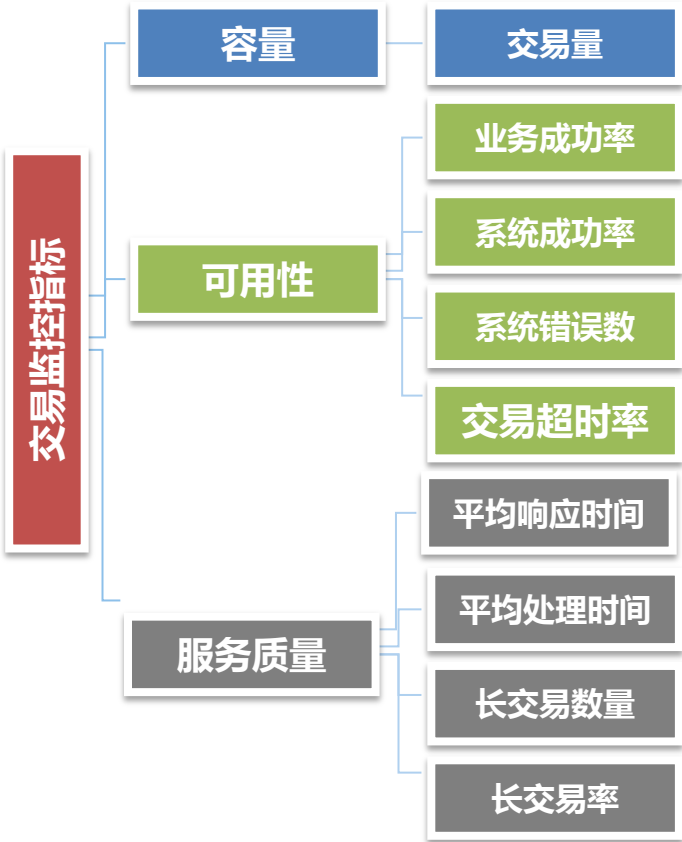 交易监控指标
容量
交易量
可用性
业务成功率
系统成功率
系统错误数
交易超时率
服务质量
平均响应时间
平均处理时间
长交易数量
长交易率